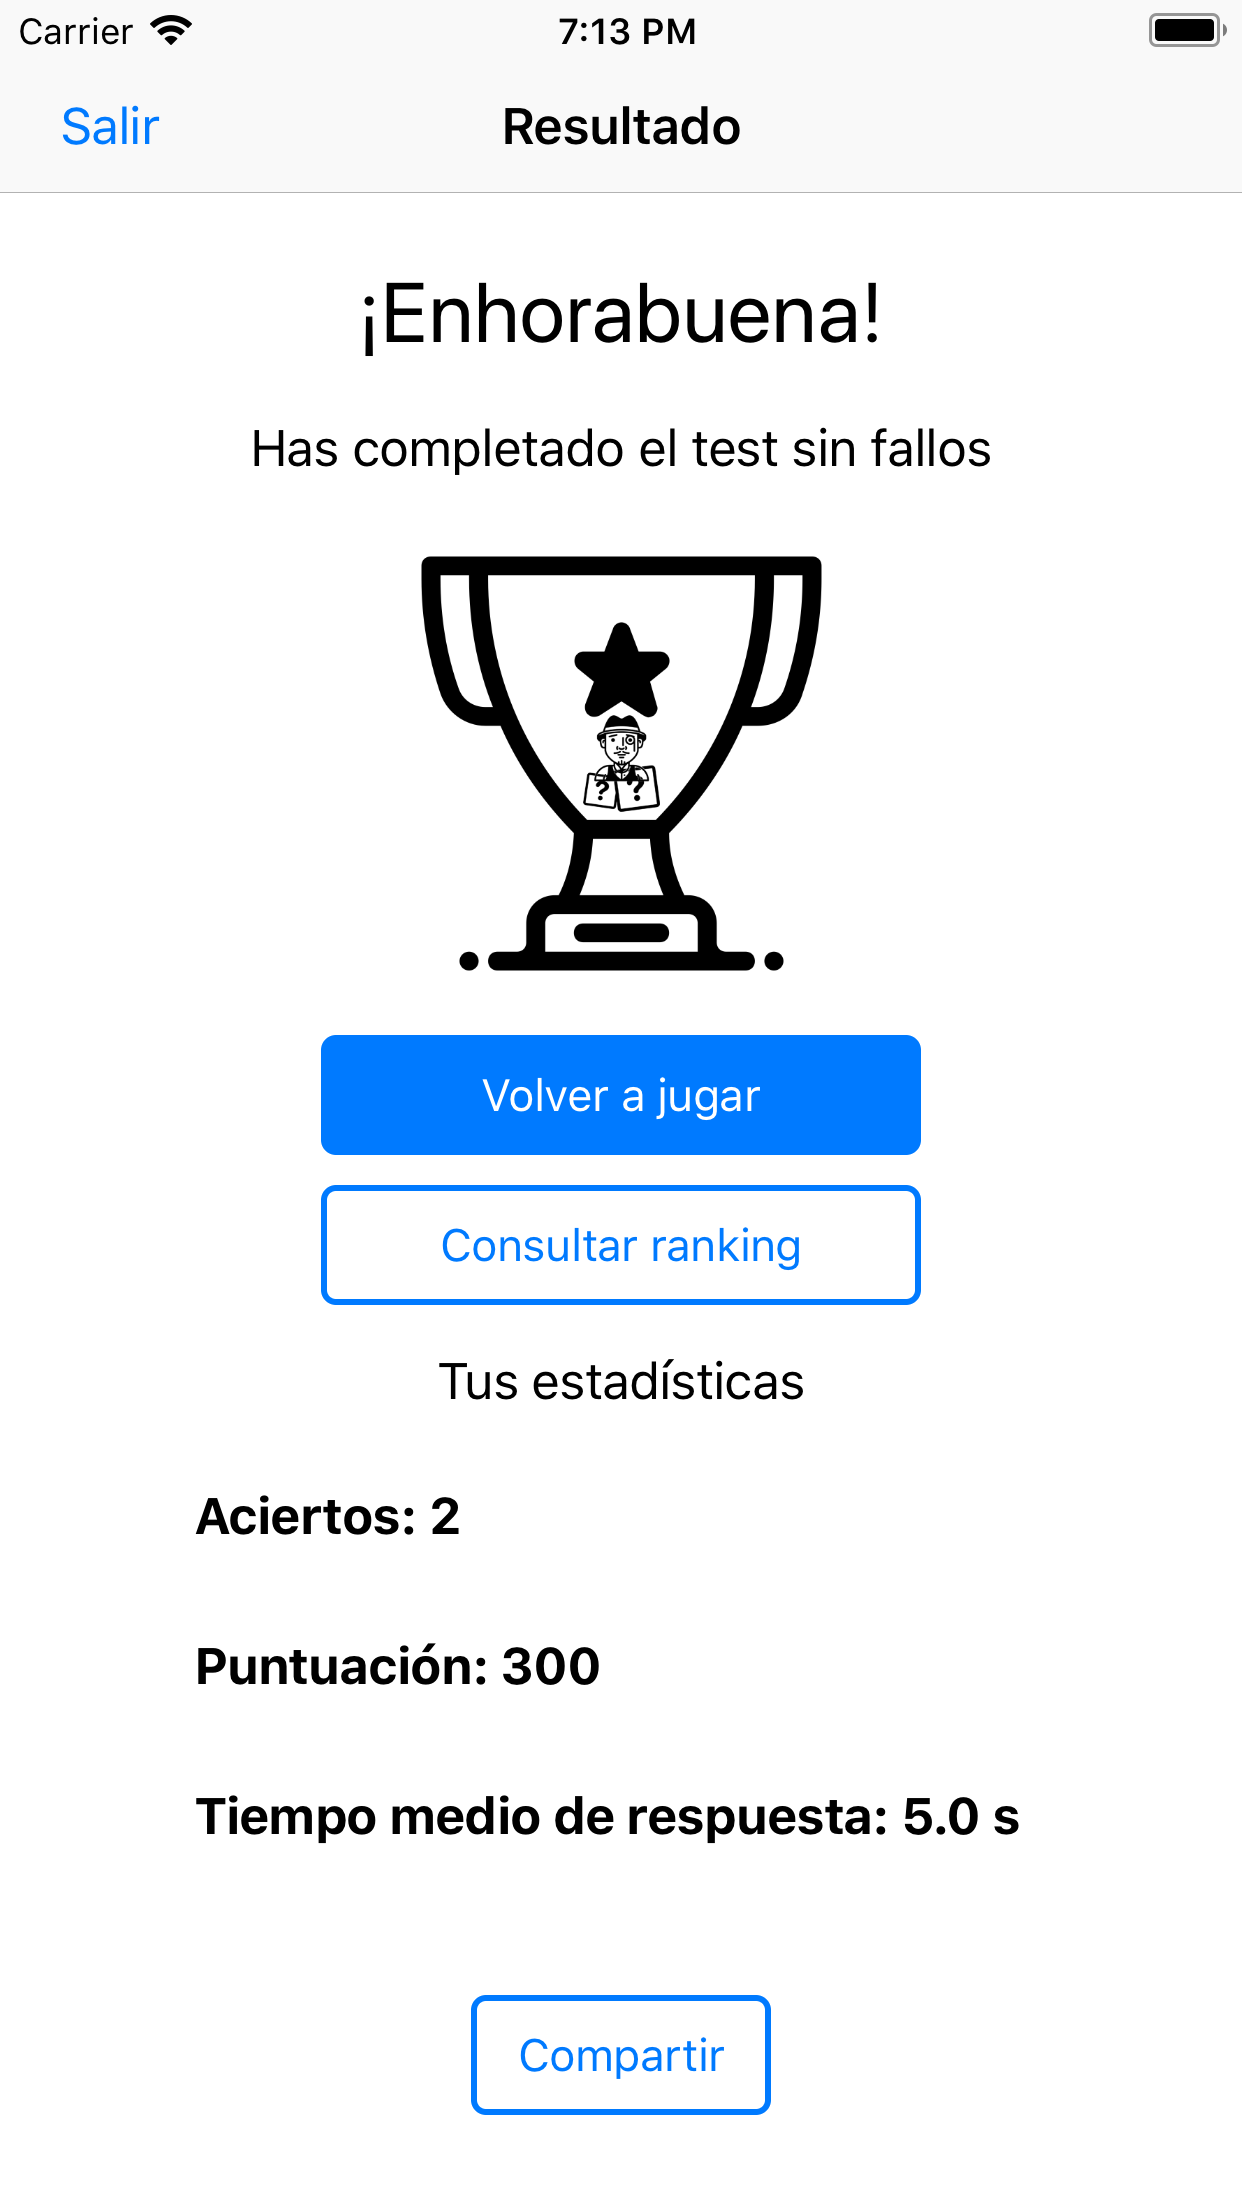 Carrier 7:13 PM
Salir Resultado
¡Enhorabuena!
Has completado el test sin fallos
? ?
Volver a jugar
Consultar ranking
Tus estadísticas
Aciertos: 2
Puntuación: 300
Tiempo medio de respuesta: 5.0 s
Compartir